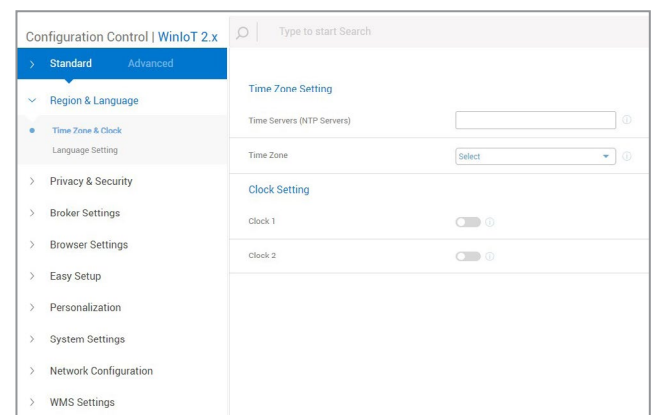 Configuration Control | WinIoT 2.x
Type to start Search
Standard Advanced
Region & Language
Time Zone & Clock
Language Setting
Privacy & Security
Broker Settings
Browser Settings
Easy Setup
Personalization
System Settings
Network Configuration
WMS Settings
Time Zone Setting
Time Servers (NTP Servers)
Time Zone Select
Clock Setting
Clock 1
Clock 2